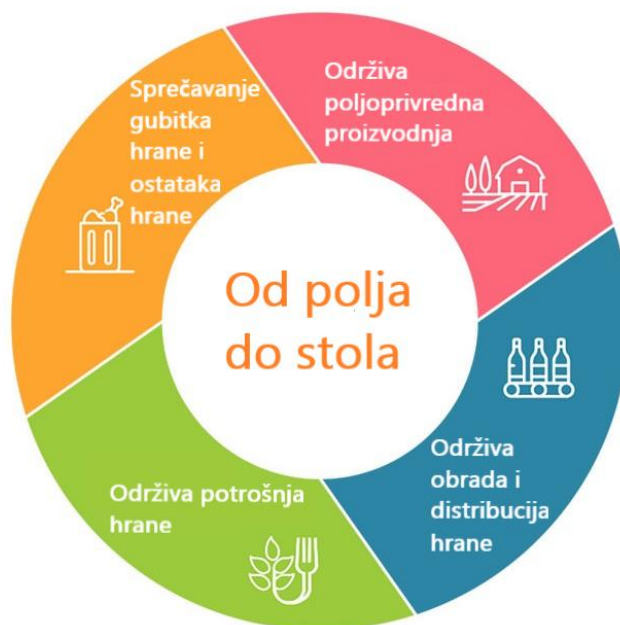 Od polja
do stola
Održiva
poljoprivredna
proizvodnja
Održiva
obrada i
distribucija
hrane
Održiva potrošnja
hrane
Sprečavanje
gubitka
hrane i
ostataka
hrane